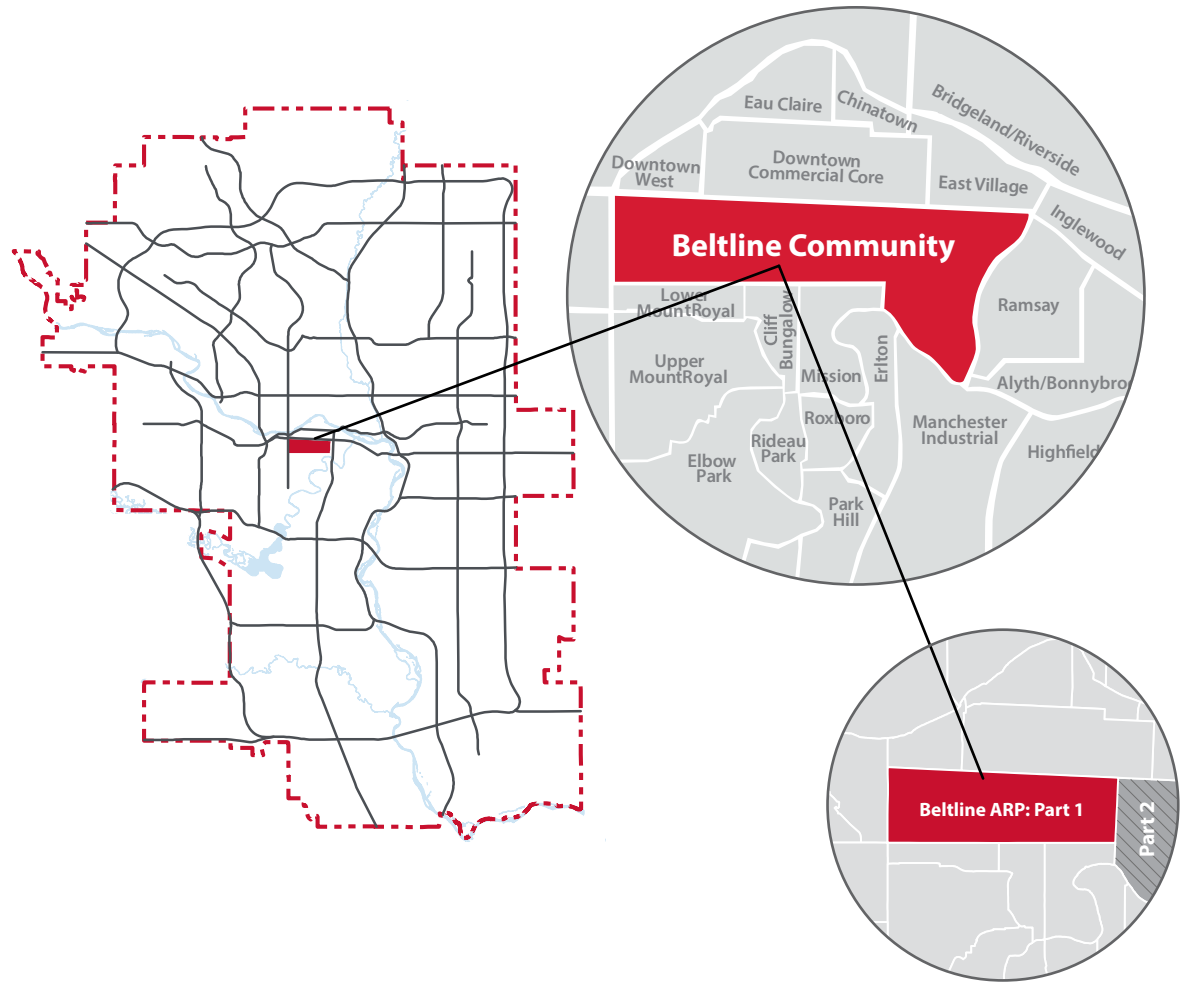 Eau Claire
Chinatown
Bridgeland/Riverside
Downtown
West
Downtown
Commercial Core
East Village
Inglewood
Beltline Community
Lower
MountRoyal
Cliff
Bungalow
Ramsay
Upper
MountRoyal
Mission
Erlton
Alyth/Bonnybroo
Roxboro
Manchester
Industrial
Rideau
Park
Elbow
Park
Highfield
Park
Hill
Beltline ARP: Part 1
Part 2